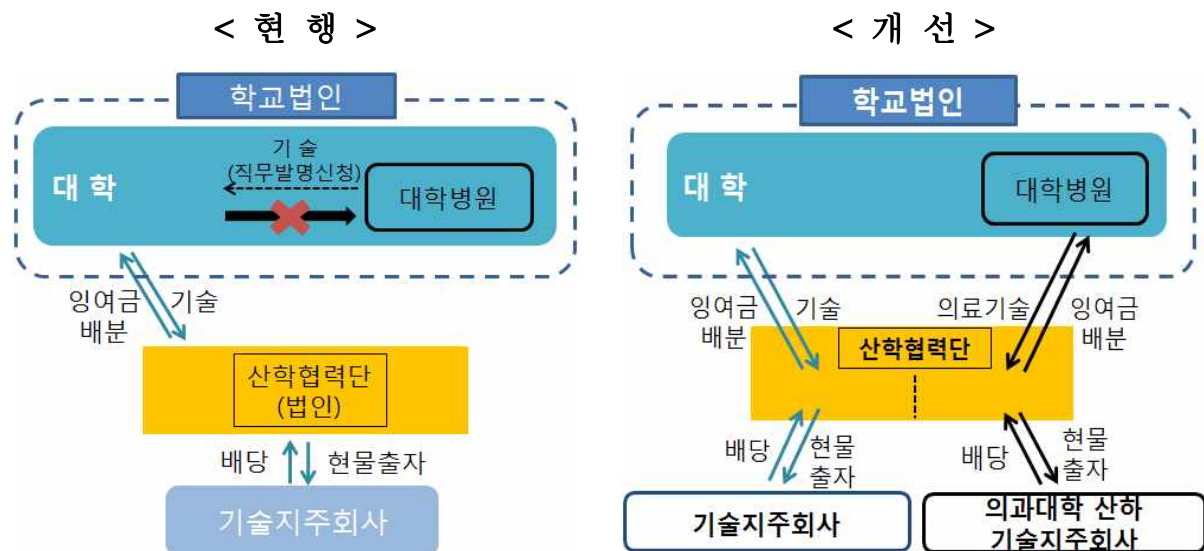 < 현 행 >
학교법인
대 학
기 술
(직무발명신청)
대학병원
잉여금
배분
기술
산학협력단
(법인)
배당
현물출자
기술지주회사
< 개 선 >
학교법인
대 학
대학병원
잉여금
배분
기술
의료기술
잉여금
배분
산학협력단
배당
현물
출자
배당
현물
출자
기술지주회사
의과대학 산하
기술지주회사